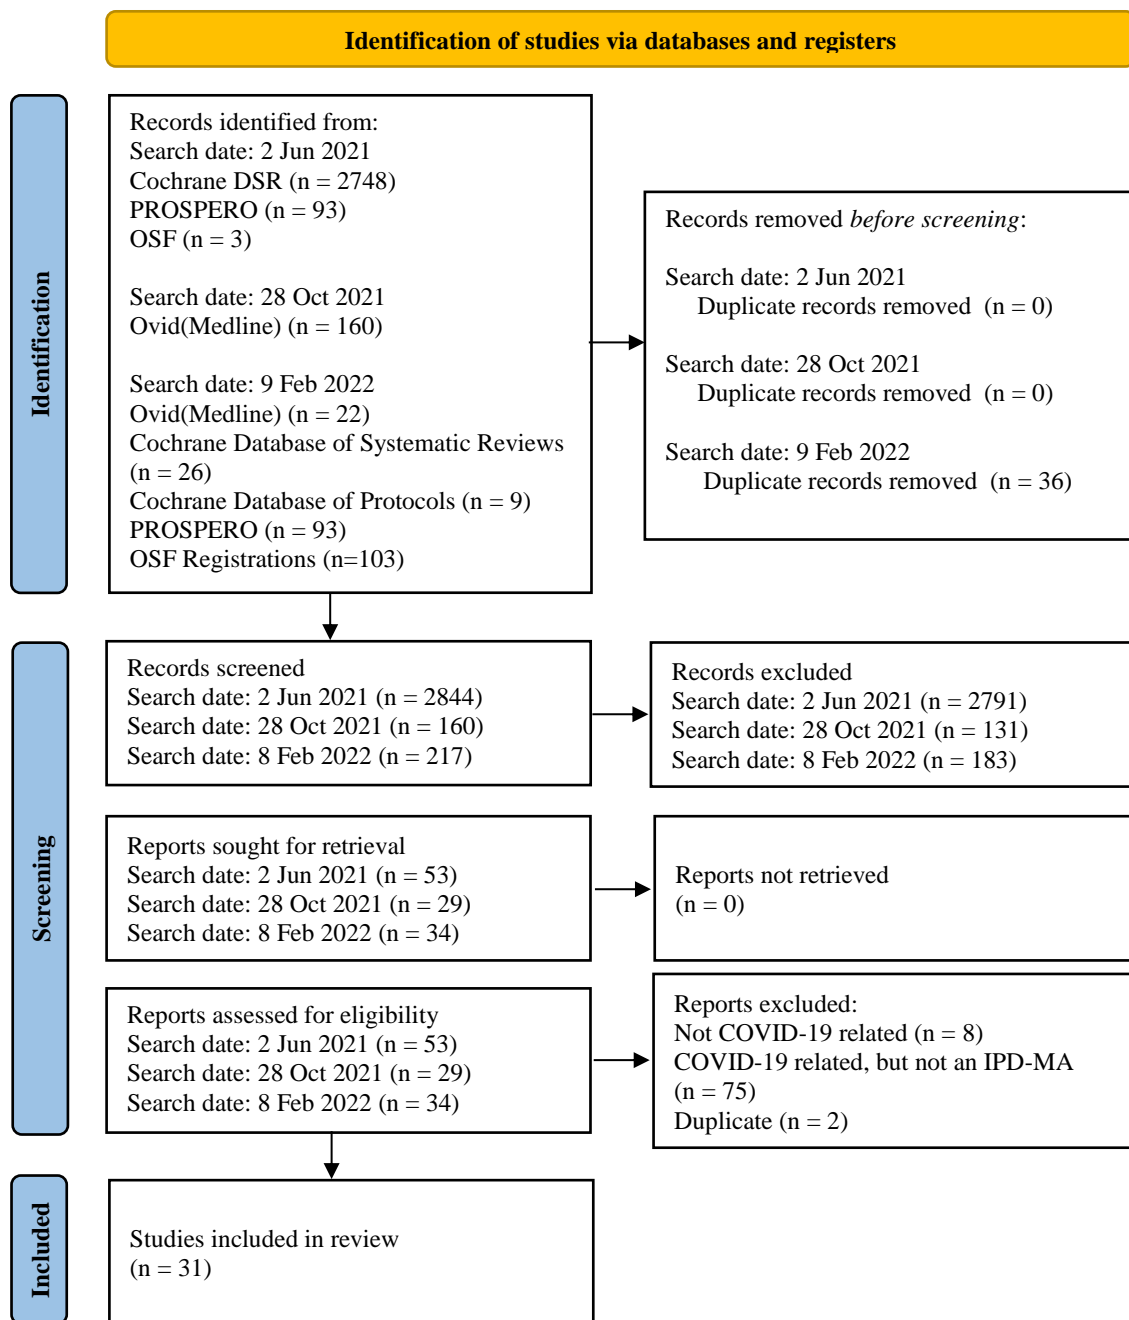 Identification of studies via databases and registers
Identification
Records identified from:
Search date: 2 Jun 2021
Cochrane DSR (n = 2748)
PROSPERO (n = 93)
OSF (n = 3)
Search date: 28 Oct 2021
Ovid(Medline) (n = 160)
Search date: 9 Feb 2022
Ovid(Medline) (n = 22)
Cochrane Database of Systematic Reviews
(n = 26)
Cochrane Database of Protocols (n = 9)
PROSPERO (n = 93)
OSF Registrations (n=103)
Records removed before screening:
Search date: 2 Jun 2021
Duplicate records removed (n = 0)
Search date: 28 Oct 2021
Duplicate records removed (n = 0)
Search date: 9 Feb 2022
Duplicate records removed (n = 36)
Screening
Records screened
Search date: 2 Jun 2021 (n = 2844)
Search date: 28 Oct 2021 (n = 160)
Search date: 8 Feb 2022 (n = 217)
Records excluded
Search date: 2 Jun 2021 (n = 2791)
Search date: 28 Oct 2021 (n = 131)
Search date: 8 Feb 2022 (n = 183)
Reports sought for retrieval
Search date: 2 Jun 2021 (n = 53)
Search date: 28 Oct 2021 (n = 29)
Search date: 8 Feb 2022 (n = 34)
Reports not retrieved
(n = 0)
Reports assessed for eligibility
Search date: 2 Jun 2021 (n = 53)
Search date: 28 Oct 2021 (n = 29)
Search date: 8 Feb 2022 (n = 34)
Reports excluded:
Not COVID-19 related (n = 8)
COVID-19 related, but not an IPD-MA
(n = 75)
Duplicate (n = 2)
Included
Studies included in review
(n = 31)